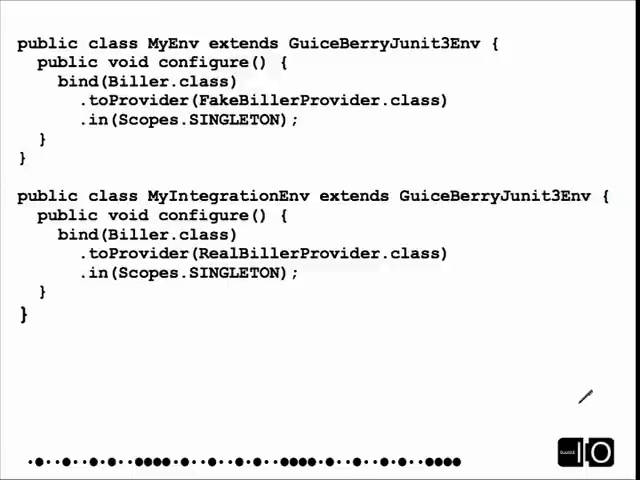 public class MyEnv extends GuiceBerryJunit3Env {
  public void configure() {
    bind(Biller.class)
      .toProvider(FakeBillerProvider.class)
      .in(Scopes.SINGLETON);
  }
}
public class MyIntegrationEnv extends GuiceBerryJunit3Env {
  public void configure() {
    bind(Biller.class)
      .toProvider(RealBillerProvider.class)
      .in(Scopes.SINGLETON);
  }
}
IO